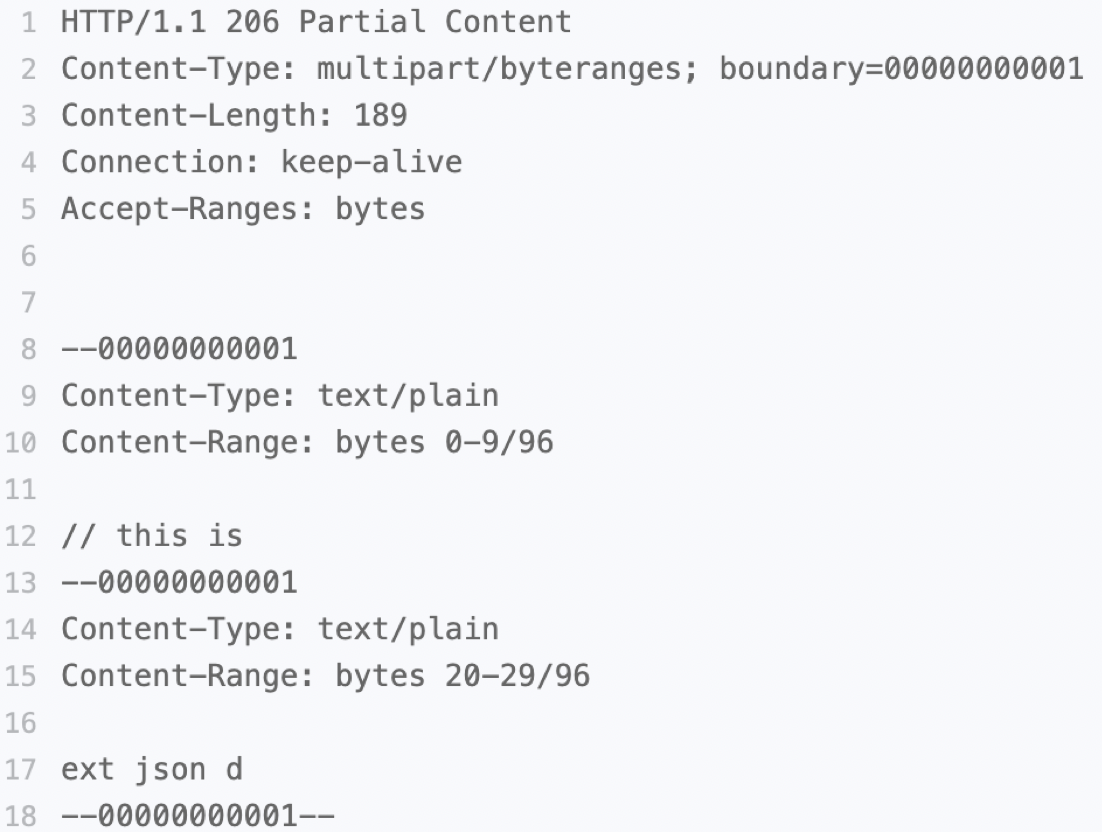 1 HTTP/1.1 206 Partial Content
2 Content-Type: multipart/byteranges; boundary=00000000001
3 Content-Length: 189
4 Connection: keep-alive
5 Accept-Ranges: bytes
6
7
8 --00000000001
9 Content-Type: text/plain
10 Content-Range: bytes 0-9/96
11
12 // this is
13 --00000000001
14 Content-Type: text/plain
15 Content-Range: bytes 20-29/96
16
17 ext json d
18 --00000000001--